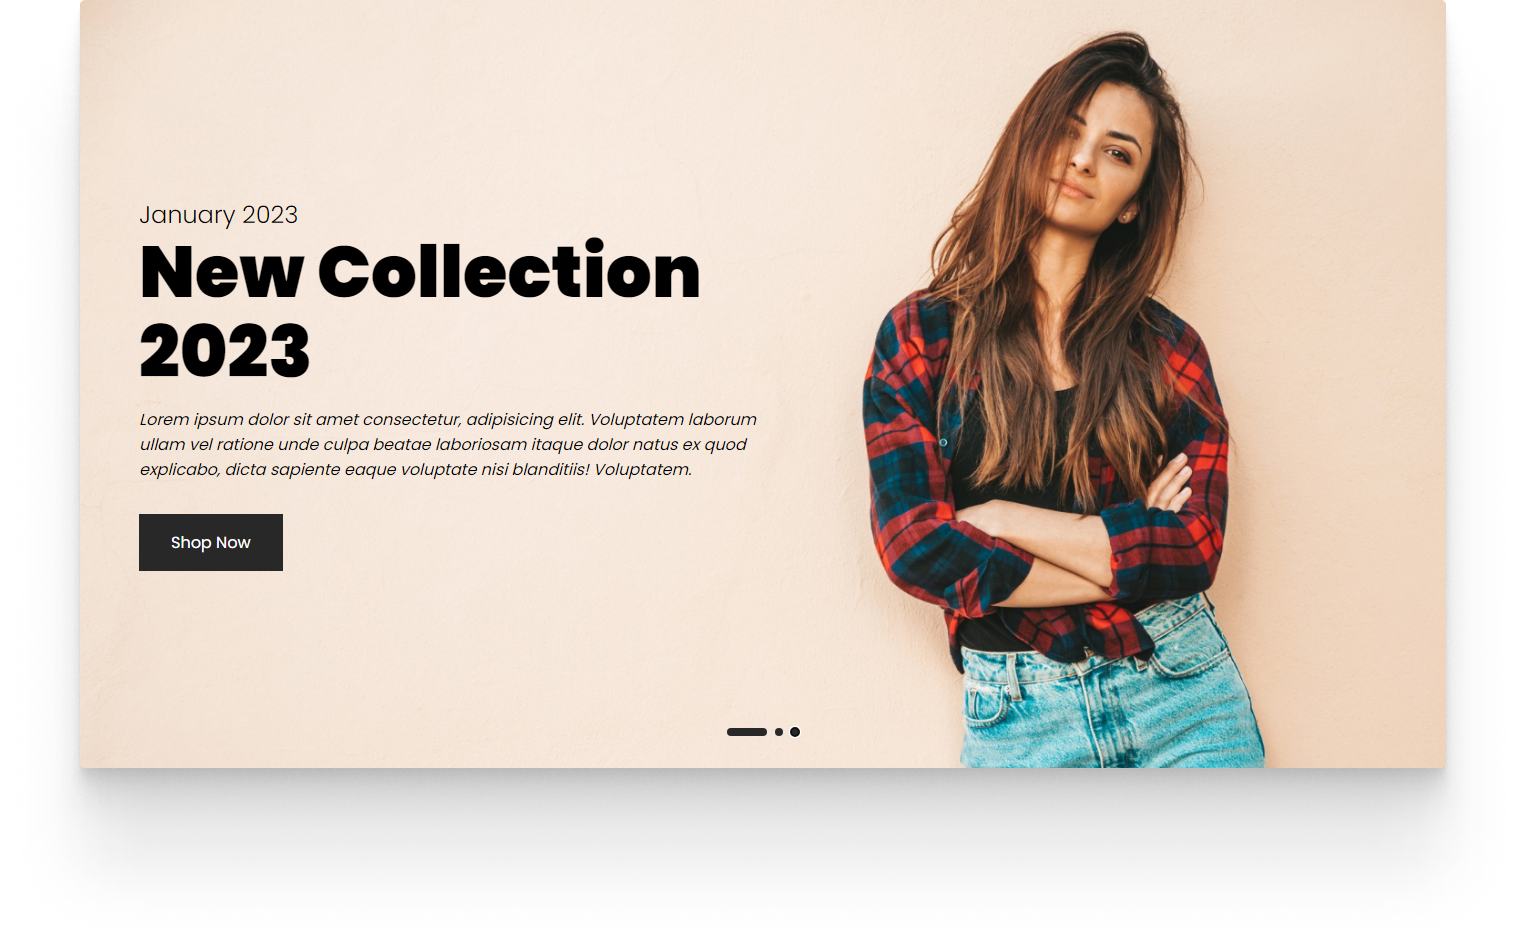 January 2023
New Collection
2023
Lorem ipsum dolor sit amet consectetur, adipisicing elit. Voluptatem laborum
ullam vel ratione unde culpa beatae laboriosam itaque dolor natus ex quod
explicabo, dicta sapiente eaque voluptate nisi blanditiis! Voluptatem.
Shop Now